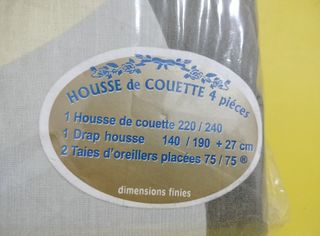 HOUSSE de COUETTE 4 piéces
1 Housse de couette 220 / 240
1 Drap housse 140 / 190 + 27 cm
2 Taies d'oreillers placées 75 / 75 ®
dimensions finies